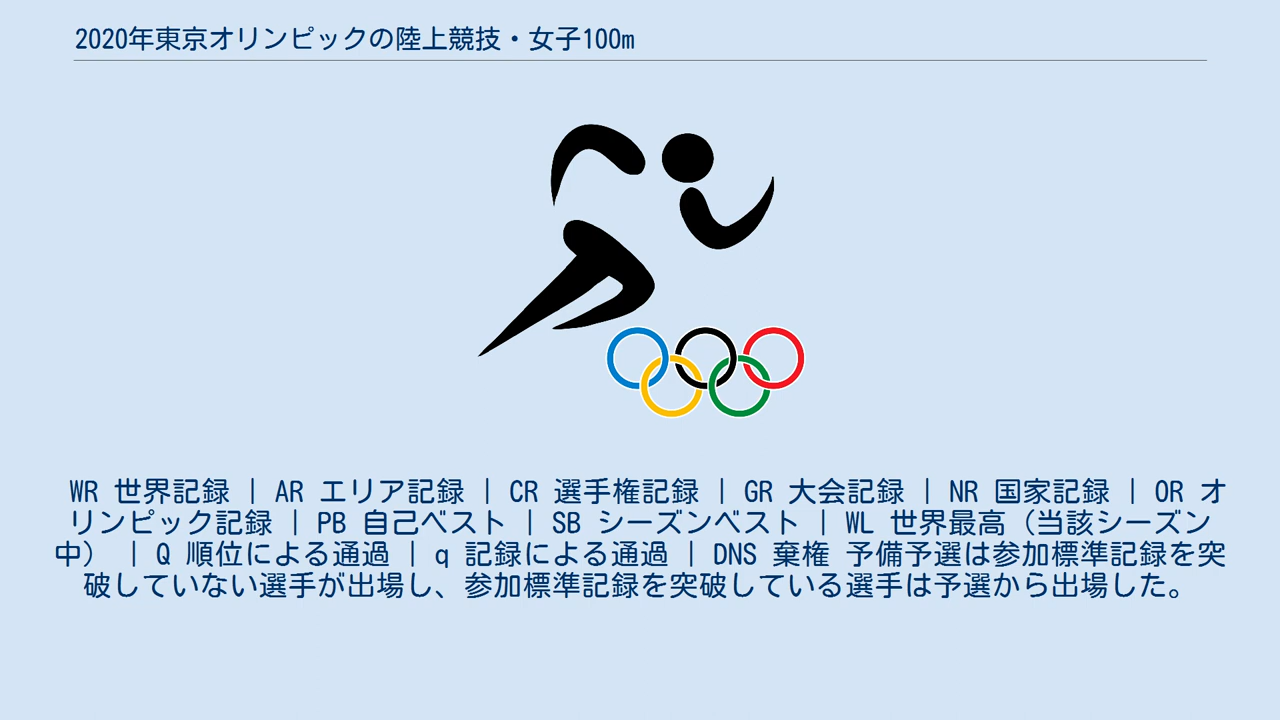 2020年東京オリンピックの陸上競技・女子100m
WR 世界記録 | AR エリア記録 | CR 選手権記録 | GR 大会記録 | NR 国家記録 | OR オ
リンピック記録 | PB 自己ベスト | SB シーズンベスト | WL 世界最高（当該シーズン
中） | Q 順位による通過 | q 記録による通過 | DNS 棄権 予備予選は参加標準記録を突
破していない選手が出場し、参加標準記録を突破している選手は予選から出場した。